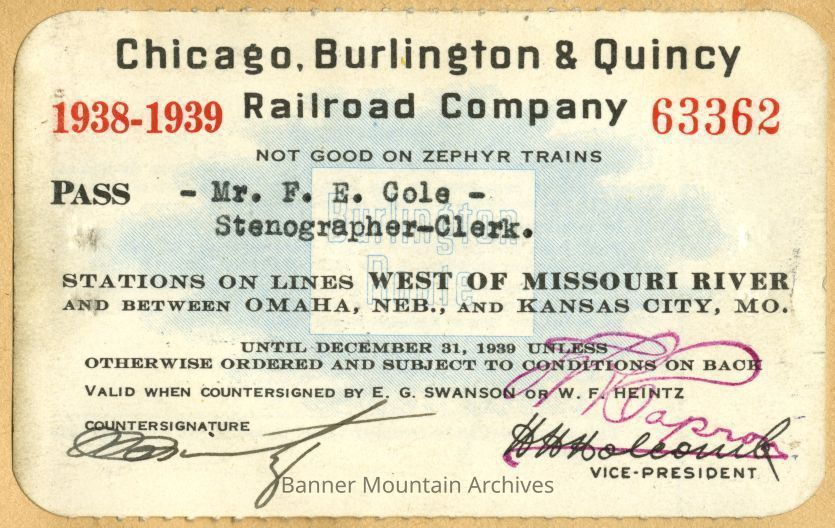 Chicago, Burlington & Quincy
1938-1939 Railroad Company 63362
NOT GOOD ON ZEPHYR TRAINS
PASS - Mr. F. E. Cole -
Stenographer-Clerk.
Burlington
Route
STATIONS ON LINES WEST OF MISSOURI RIVER
AND BETWEEN OMAHA, NEB., AND KANSAS CITY, MO.
UNTIL DECEMBER 31, 1939 UNLESS
OTHERWISE ORDERED AND SUBJECT TO CONDITIONS ON BACK
VALID WHEN COUNTERSIGNED BY E. G. SWANSON OR W. F. HEINTZ
COUNTERSIGNATURE
H H Holcomb
VICE-PRESIDENT
Banner Mountain Archives